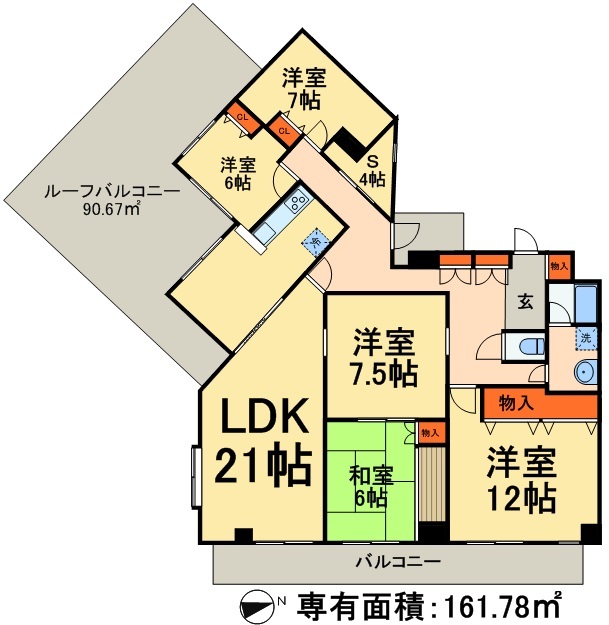 洋室
7帖
CL
CL
洋室
6帖
S
4帖
ルーフバルコニー
90.67㎡
冷
物入
玄
洗
洋室
7.5帖
LDK
21帖
物入
物入
和室
6帖
洋室
12帖
バルコニー
N
専有面積:161.78㎡